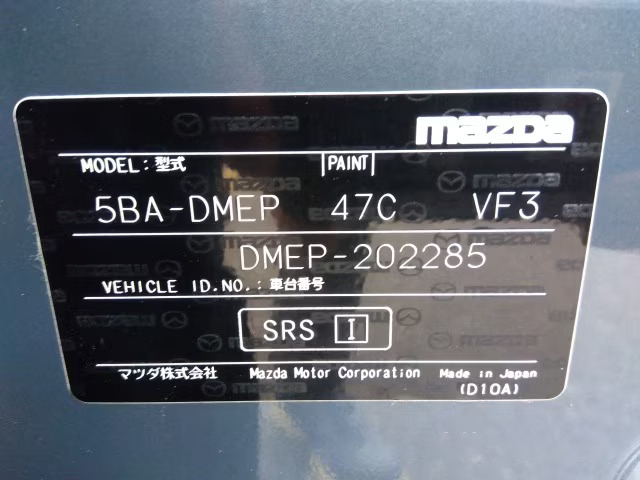 mazda
MODEL: 型式 PAINT
5BA-DMEP 47C VF3
DMEP-202285
VEHICLE ID.NO.: 車台番号
SRS I
マツダ株式会社 Mazda Motor Corporation Made in Japan
(D10A)